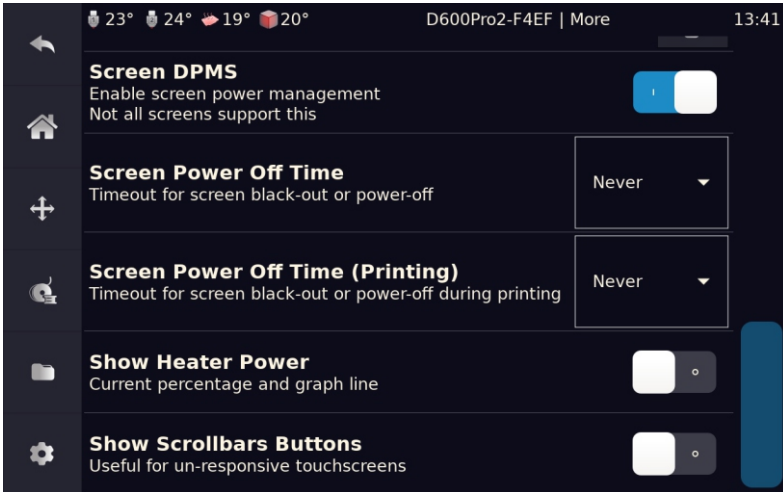 23° 24° 19° 20° D600Pro2-F4EF | More 13:41
Screen DPMS
Enable screen power management
Not all screens support this
Screen Power Off Time
Timeout for screen black-out or power-off
Never
Screen Power Off Time (Printing)
Timeout for screen black-out or power-off during printing
Never
Show Heater Power
Current percentage and graph line
Show Scrollbars Buttons
Useful for un-responsive touchscreens